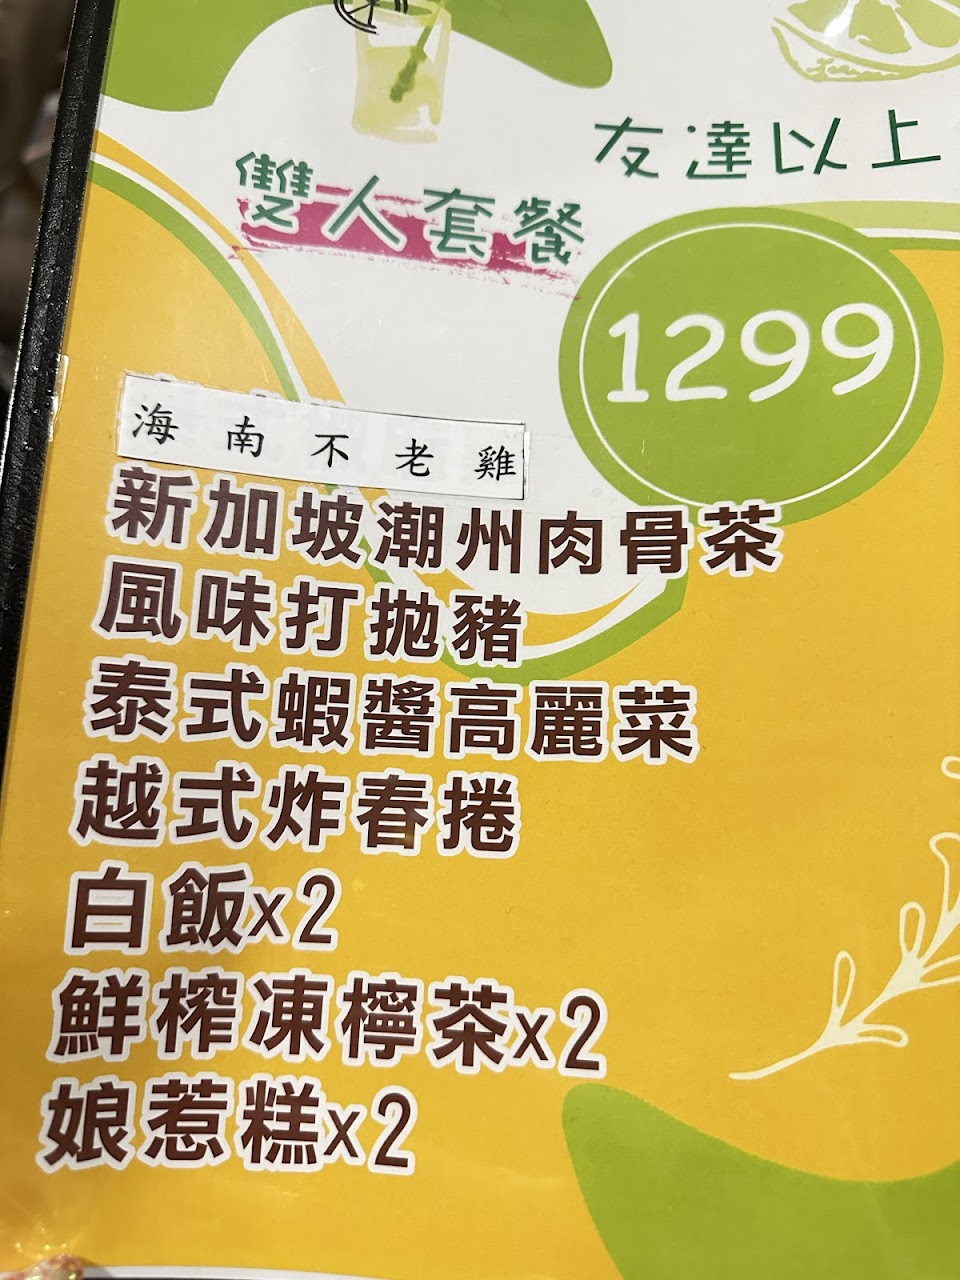 友達以上
雙人套餐
1299
海南不老雞
新加坡潮州肉骨茶
風味打拋豬
泰式蝦醬高麗菜
越式炸春捲
白飯x2
鮮榨凍檸茶x2
娘惹糕x2